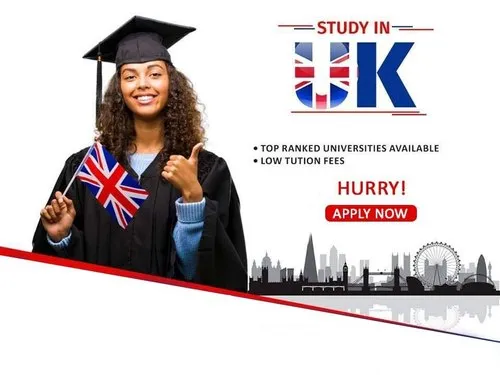 STUDY IN
UK
• TOP RANKED UNIVERSITIES AVAILABLE
• LOW TUTION FEES
HURRY!
APPLY NOW